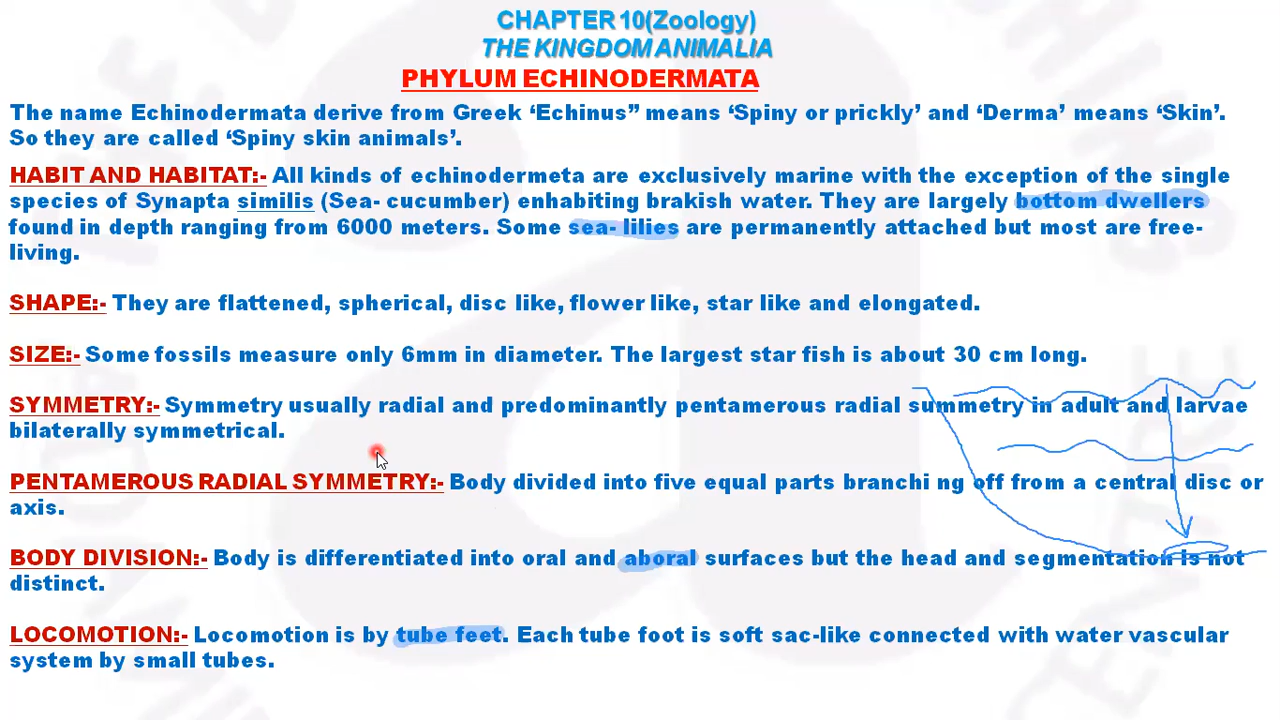 CHAPTER 10(Zoology)
THE KINGDOM ANIMALIA
PHYLUM ECHINODERMATA
The name Echinodermata derive from Greek ‘Echinus” means ‘Spiny or prickly’ and ‘Derma’ means ‘Skin’.
So they are called ‘Spiny skin animals’.
HABIT AND HABITAT:- All kinds of echinodermeta are exclusively marine with the exception of the single
species of Synapta similis (Sea- cucumber) enhabiting brakish water. They are largely bottom dwellers
found in depth ranging from 6000 meters. Some sea- lilies are permanently attached but most are free-
living.
SHAPE:- They are flattened, spherical, disc like, flower like, star like and elongated.
SIZE:- Some fossils measure only 6mm in diameter. The largest star fish is about 30 cm long.
SYMMETRY:- Symmetry usually radial and predominantly pentamerous radial summetry in adult and larvae
bilaterally symmetrical.
PENTAMEROUS RADIAL SYMMETRY:- Body divided into five equal parts branchi ng off from a central disc or
axis.
BODY DIVISION:- Body is differentiated into oral and aboral surfaces but the head and segmentation is not
distinct.
LOCOMOTION:- Locomotion is by tube feet. Each tube foot is soft sac-like connected with water vascular
system by small tubes.